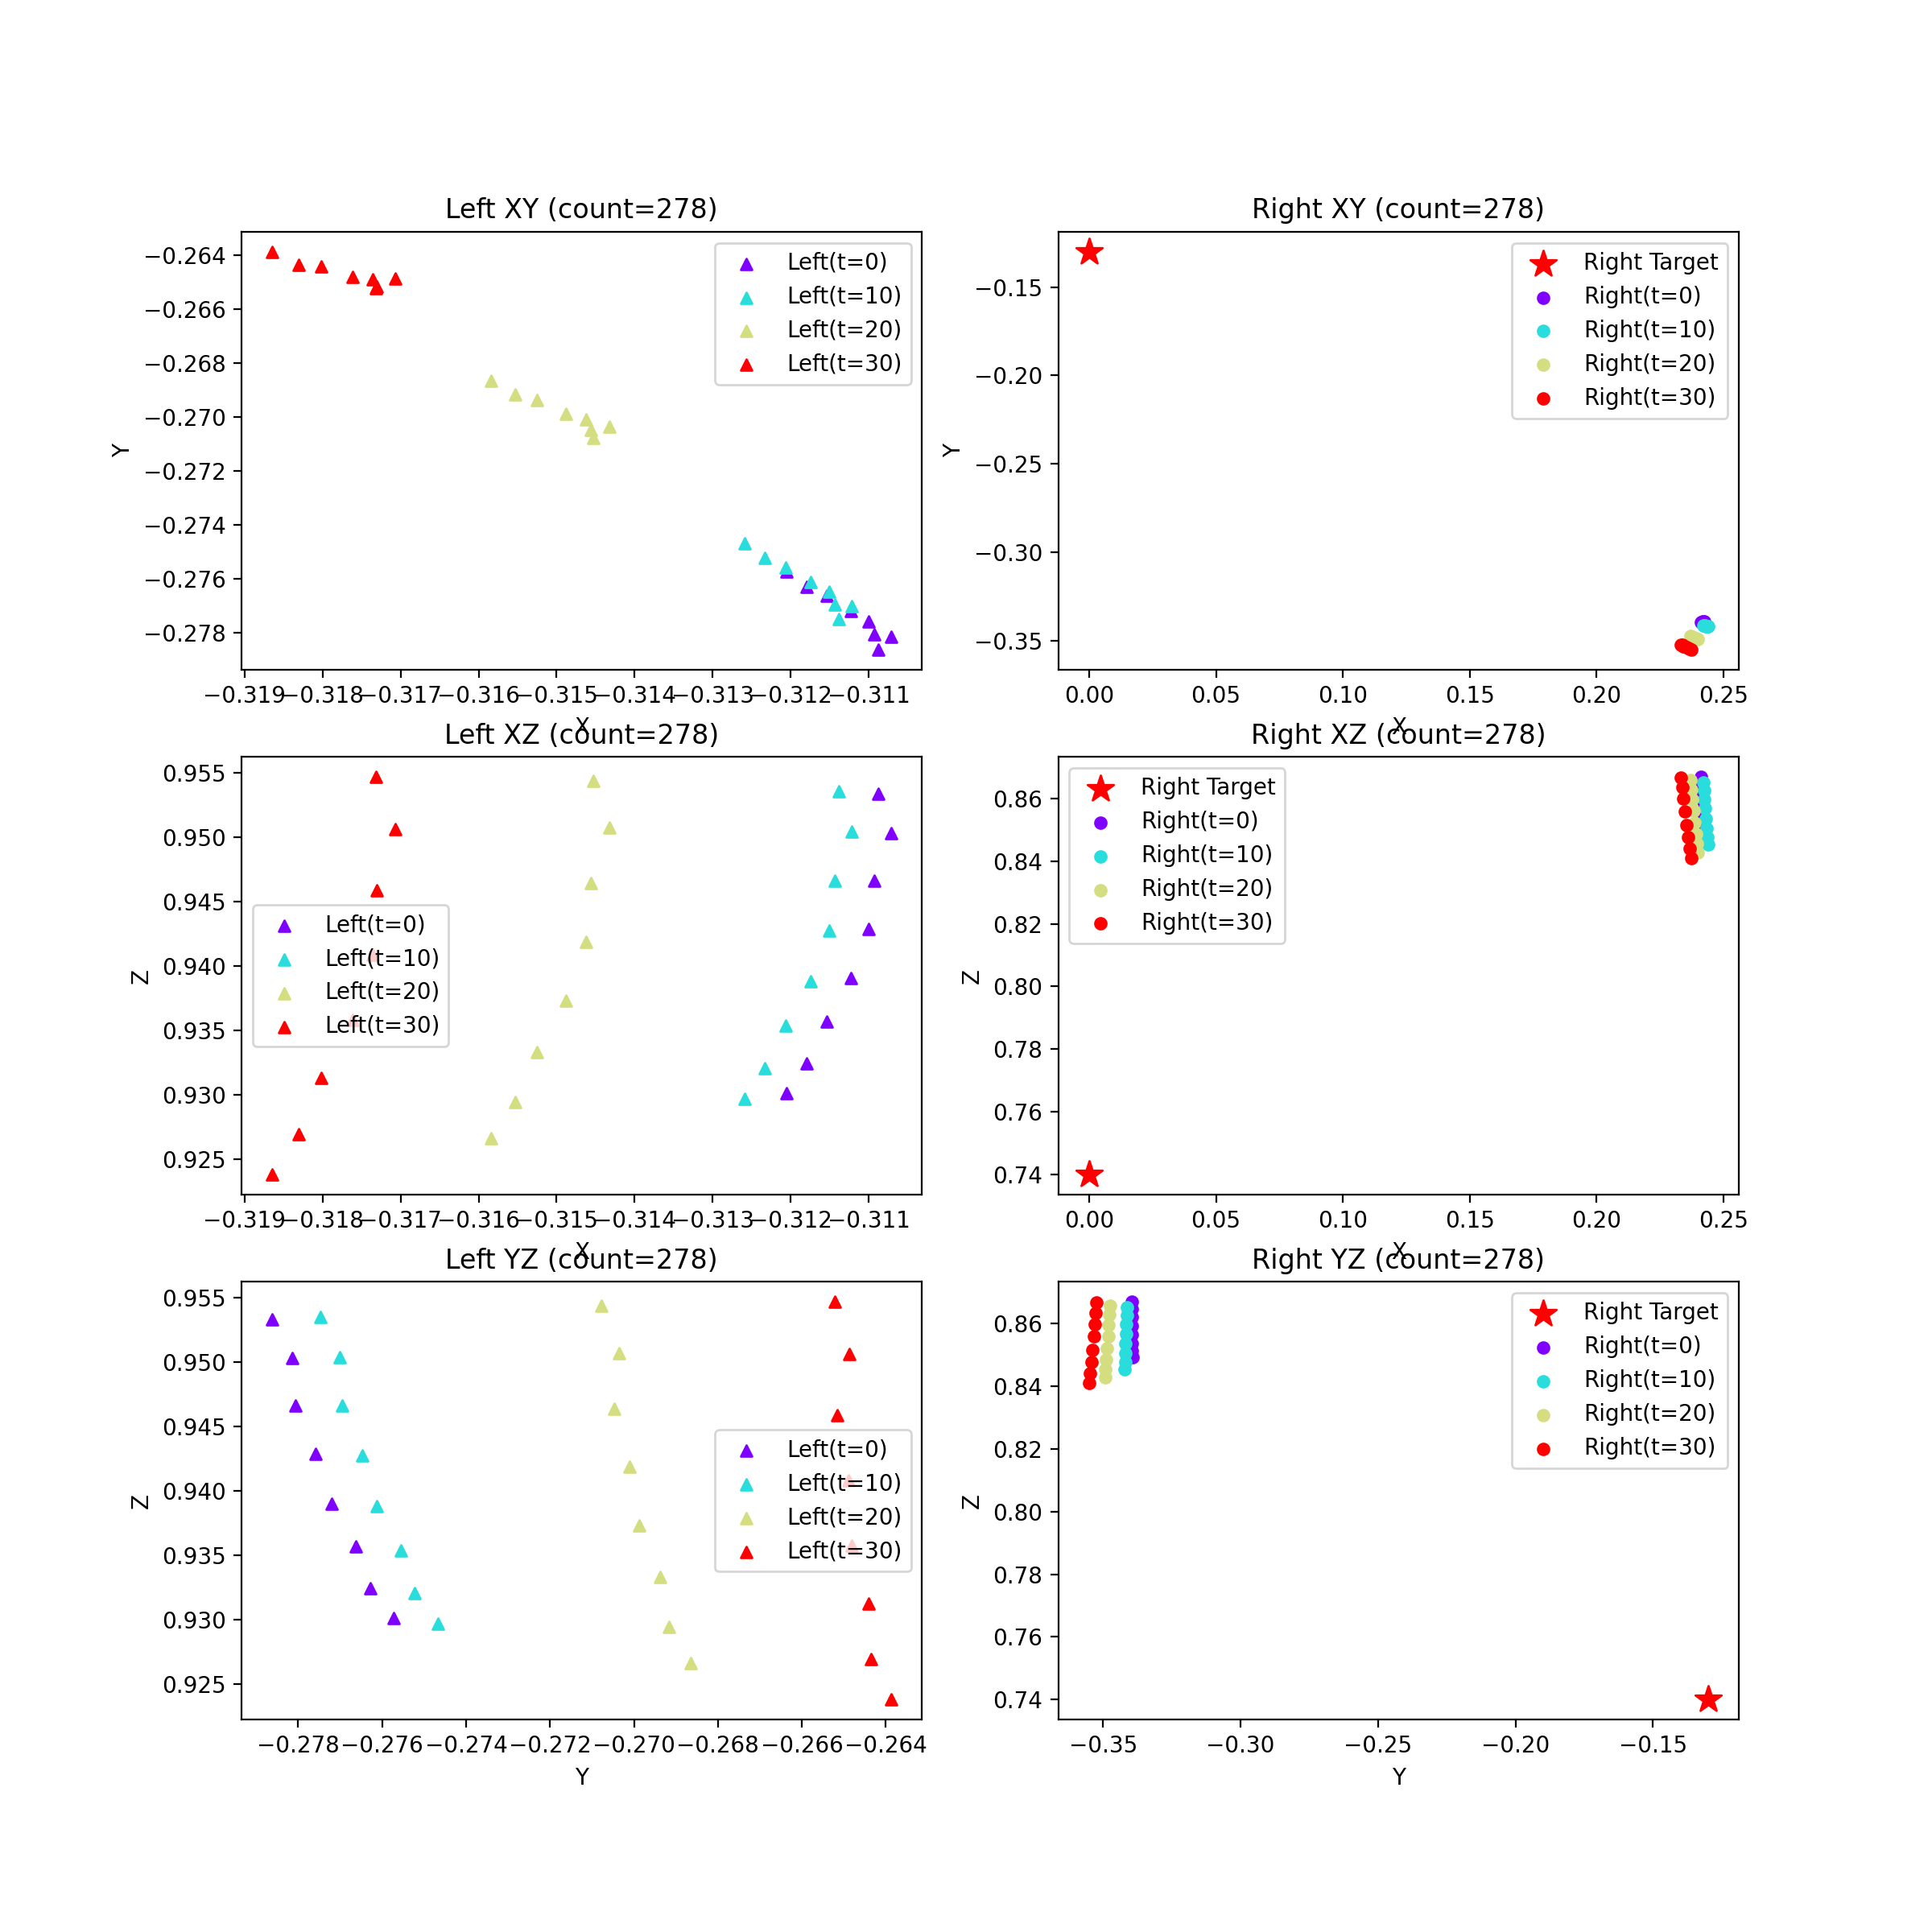 Left XY (count=278)
−0.264
−0.266
−0.268
−0.270
−0.272
−0.274
−0.276
−0.278
Y
Left(t=0)
Left(t=10)
Left(t=20)
Left(t=30)
−0.319 −0.318 −0.317 −0.316 −0.315 −0.314 −0.313 −0.312 −0.311
X
Right XY (count=278)
−0.15
−0.20
−0.25
−0.30
−0.35
Y
Right Target
Right(t=0)
Right(t=10)
Right(t=20)
Right(t=30)
0.00 0.05 0.10 0.15 0.20 0.25
X
Left XZ (count=278)
0.955
0.950
0.945
0.940
0.935
0.930
0.925
Z
Left(t=0)
Left(t=10)
Left(t=20)
Left(t=30)
−0.319 −0.318 −0.317 −0.316 −0.315 −0.314 −0.313 −0.312 −0.311
X
Right XZ (count=278)
0.86
0.84
0.82
0.80
0.78
0.76
0.74
Z
Right Target
Right(t=0)
Right(t=10)
Right(t=20)
Right(t=30)
0.00 0.05 0.10 0.15 0.20 0.25
X
Left YZ (count=278)
0.955
0.950
0.945
0.940
0.935
0.930
0.925
Z
Left(t=0)
Left(t=10)
Left(t=20)
Left(t=30)
−0.278 −0.276 −0.274 −0.272 −0.270 −0.268 −0.266 −0.264
Y
Right YZ (count=278)
0.86
0.84
0.82
0.80
0.78
0.76
0.74
Z
Right Target
Right(t=0)
Right(t=10)
Right(t=20)
Right(t=30)
−0.35 −0.30 −0.25 −0.20 −0.15
Y